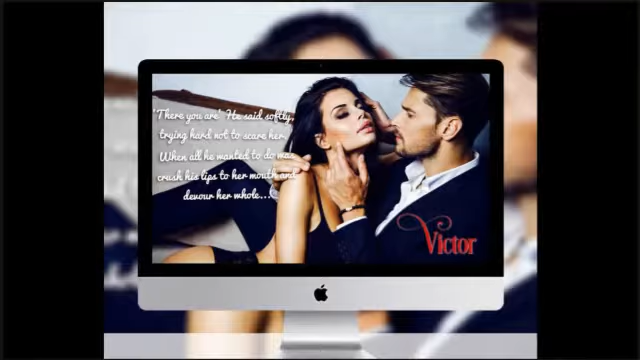 "There you are" He said softly,
trying hard not to scare her.
When all he wanted to do was
crush his lips to her mouth and
devour her whole...
Victor